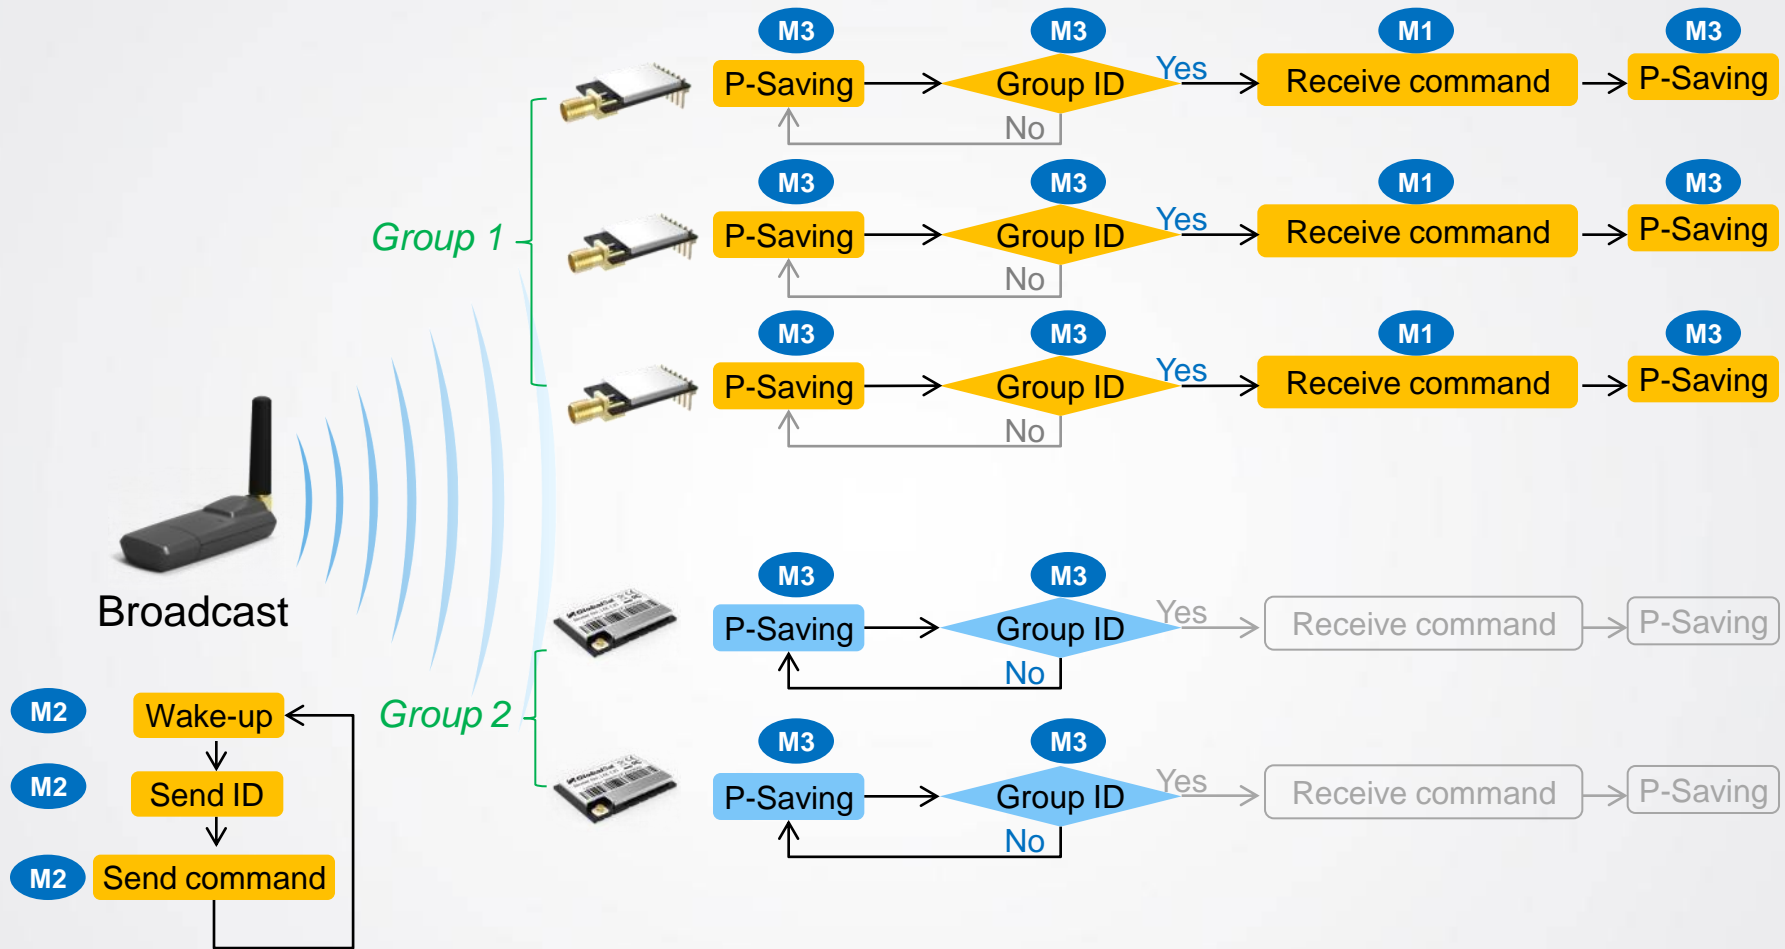 M3 M3 M1 M3
P-Saving Group ID Yes Receive command P-Saving
No
M3 M3 M1 M3
Group 1 P-Saving Group ID Yes Receive command P-Saving
No
M3 M3 M1 M3
P-Saving Group ID Yes Receive command P-Saving
No
Broadcast
M3 M3
GlobalSat
P-Saving Group ID Yes Receive command P-Saving
No
Group 2
M3 M3
GlobalSat
P-Saving Group ID Yes Receive command P-Saving
No
M2 Wake-up
M2 Send ID
M2 Send command